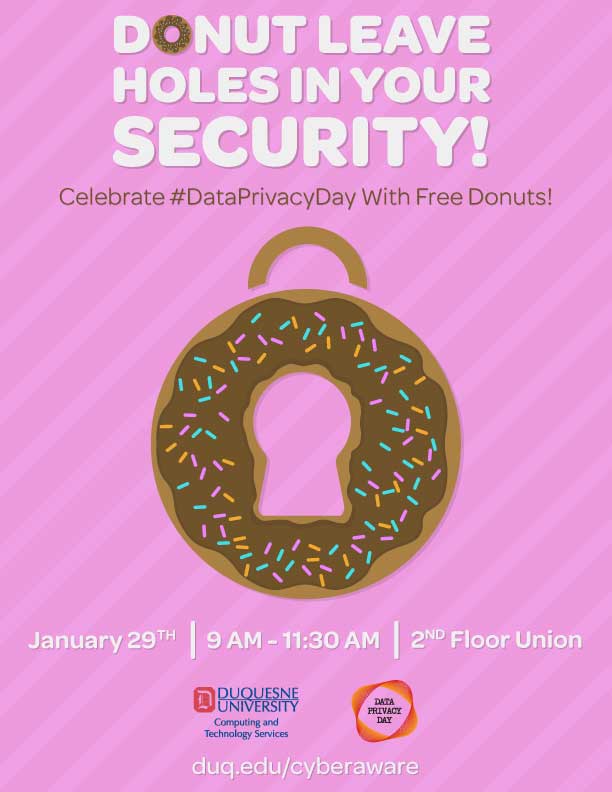 DONUT LEAVE
HOLES IN YOUR
SECURITY!
Celebrate #DataPrivacyDay With Free Donuts!
January 29TH | 9 AM - 11:30 AM | 2ND Floor Union
DUQUESNE
UNIVERSITY
Computing and
Technology Services
DATA
PRIVACY
DAY
duq.edu/cyberaware